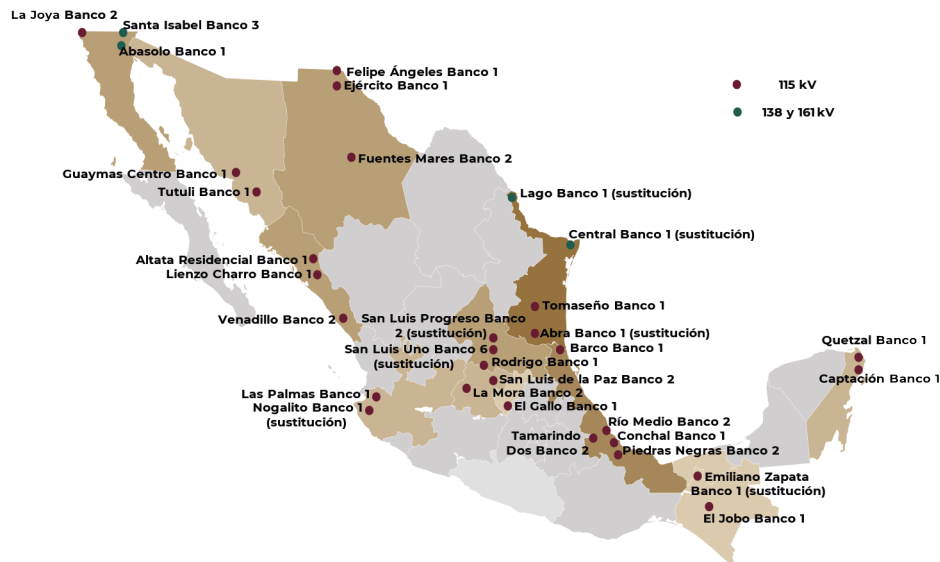 La Joya Banco 2
Santa Isabel Banco 3
Abasolo Banco 1
Felipe Ángeles Banco 1
Ejército Banco 1
115 kV
138 y 161 kV
Fuentes Mares Banco 2
Guaymas Centro Banco 1
Tutuli Banco 1
Lago Banco 1 (sustitución)
Central Banco 1 (sustitución)
Altata Residencial Banco 1
Lienzo Charro Banco 1
Tomaseño Banco 1
Venadillo Banco 2
San Luis Progreso Banco
2 (sustitución)
Abra Banco 1 (sustitución)
San Luis Uno Banco 6
(sustitución)
Barco Banco 1
Quetzal Banco 1
Rodrigo Banco 1
Captación Banco 1
San Luis de la Paz Banco 2
La Mora Banco 2
Las Palmas Banco 1
Nogalito Banco 1
(sustitución)
El Gallo Banco 1
Río Medio Banco 2
Tamarindo
Dos Banco 2
Conchal Banco 1
Piedras Negras Banco 2
Emiliano Zapata
Banco 1 (sustitución)
El Jobo Banco 1